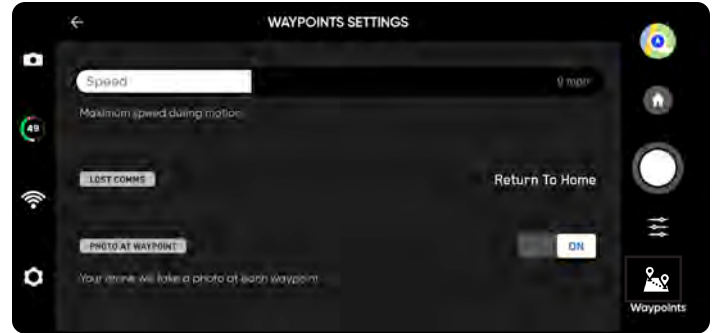 WAYPOINTS SETTINGS
Speed
9 mph
Maximum speed during motion
49
LOST COMMS
Return To Home
PHOTO AT WAYPOINT
ON
Your drone will take a photo at each waypoint
Waypoints